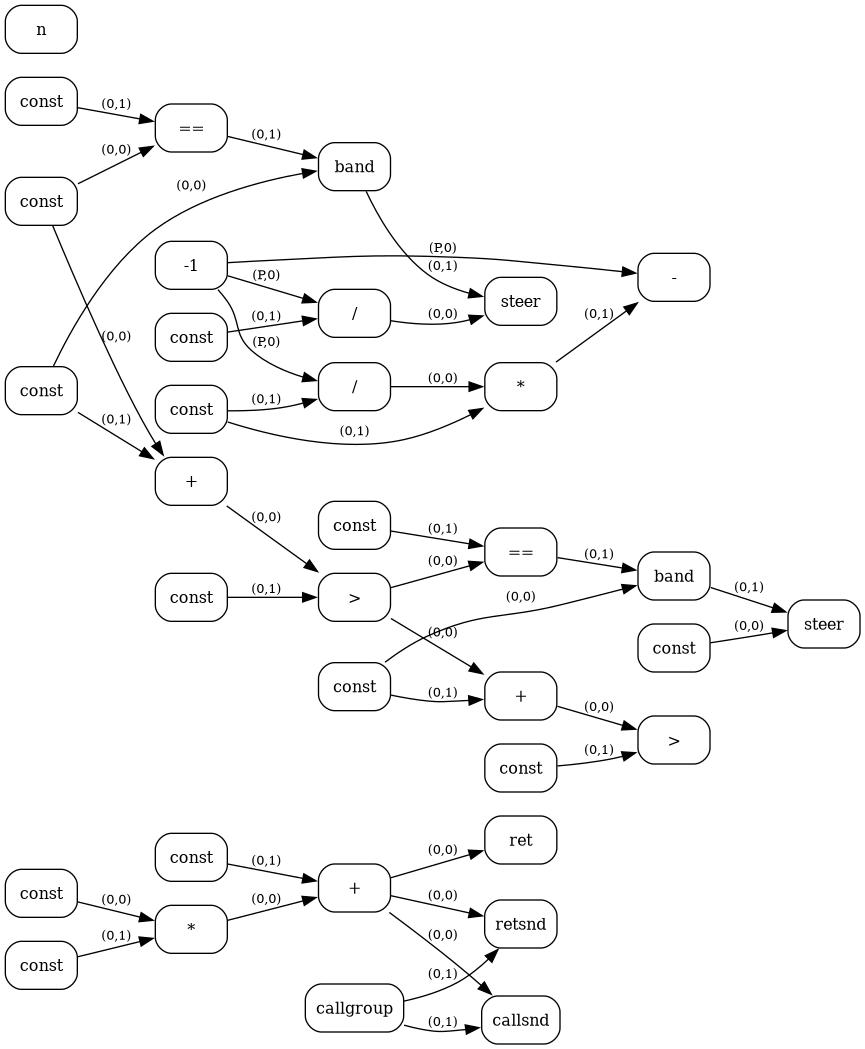 n
const
(0,1)
==
(0,1)
(0,0)
(0,0)
band
const
-1
(P,0)
(0,1)
-
(P,0)
steer
(0,1)
const
(0,1)
/
(0,0)
(0,0)
(P,0)
const
(0,1)
/
(0,0)
*
const
(0,1)
(0,1)
+
(0,0)
const
(0,1)
==
(0,1)
(0,0)
band
(0,1)
const
(0,1)
>
(0,0)
steer
(0,0)
const
(0,0)
const
(0,1)
+
(0,0)
>
const
(0,1)
ret
const
(0,1)
(0,0)
const
(0,0)
+
(0,0)
*
(0,0)
retsnd
(0,0)
const
(0,1)
(0,1)
callgroup
callsnd
(0,1)